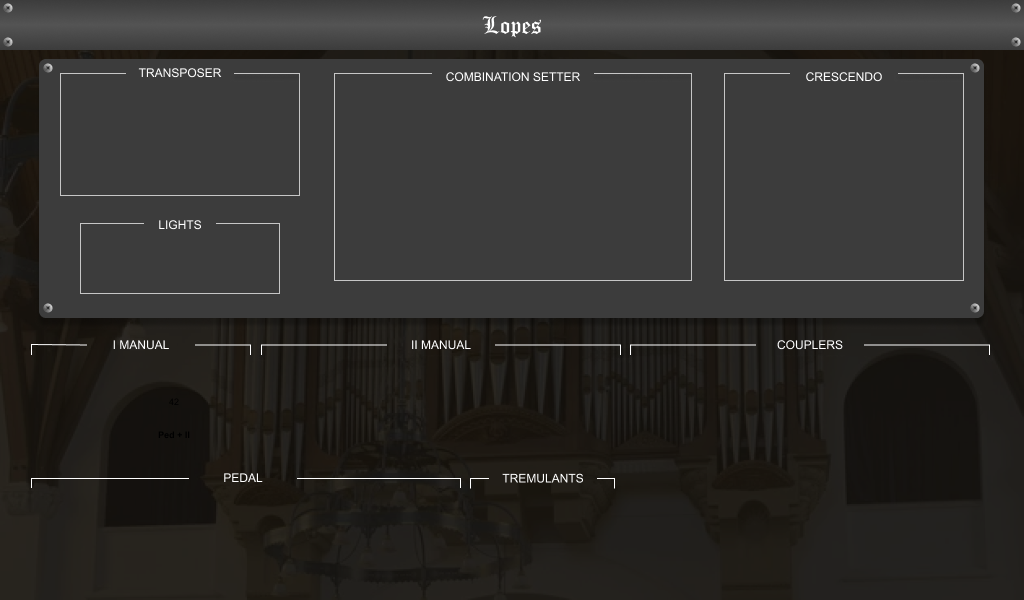 Lopes
TRANSPOSER
COMBINATION SETTER
CRESCENDO
LIGHTS
I MANUAL
II MANUAL
COUPLERS
42
Ped + II
PEDAL
TREMULANTS